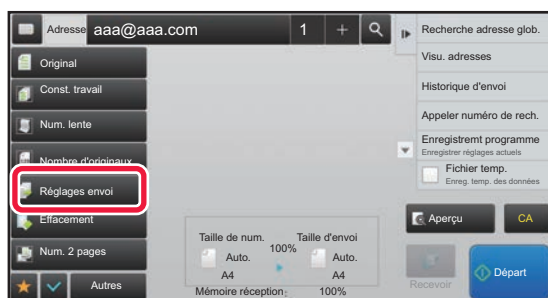 Adresse aaa@aaa.com 1 +
Original
Const. travail
Num. lente
Nombre d'originaux
Réglages envoi
Effacement
Num. 2 pages
Autres
Taille de num. 100% Taille d'envoi
Auto. Auto.
A4 A4
Mémoire réception: 100%
Recherche adresse glob.
Visu. adresses
Historique d'envoi
Appeler numéro de rech.
Enregistremt programme
Enregistrer réglages actuels
Fichier temp.
Enreg. temp. des données
Aperçu CA
Recevoir Départ